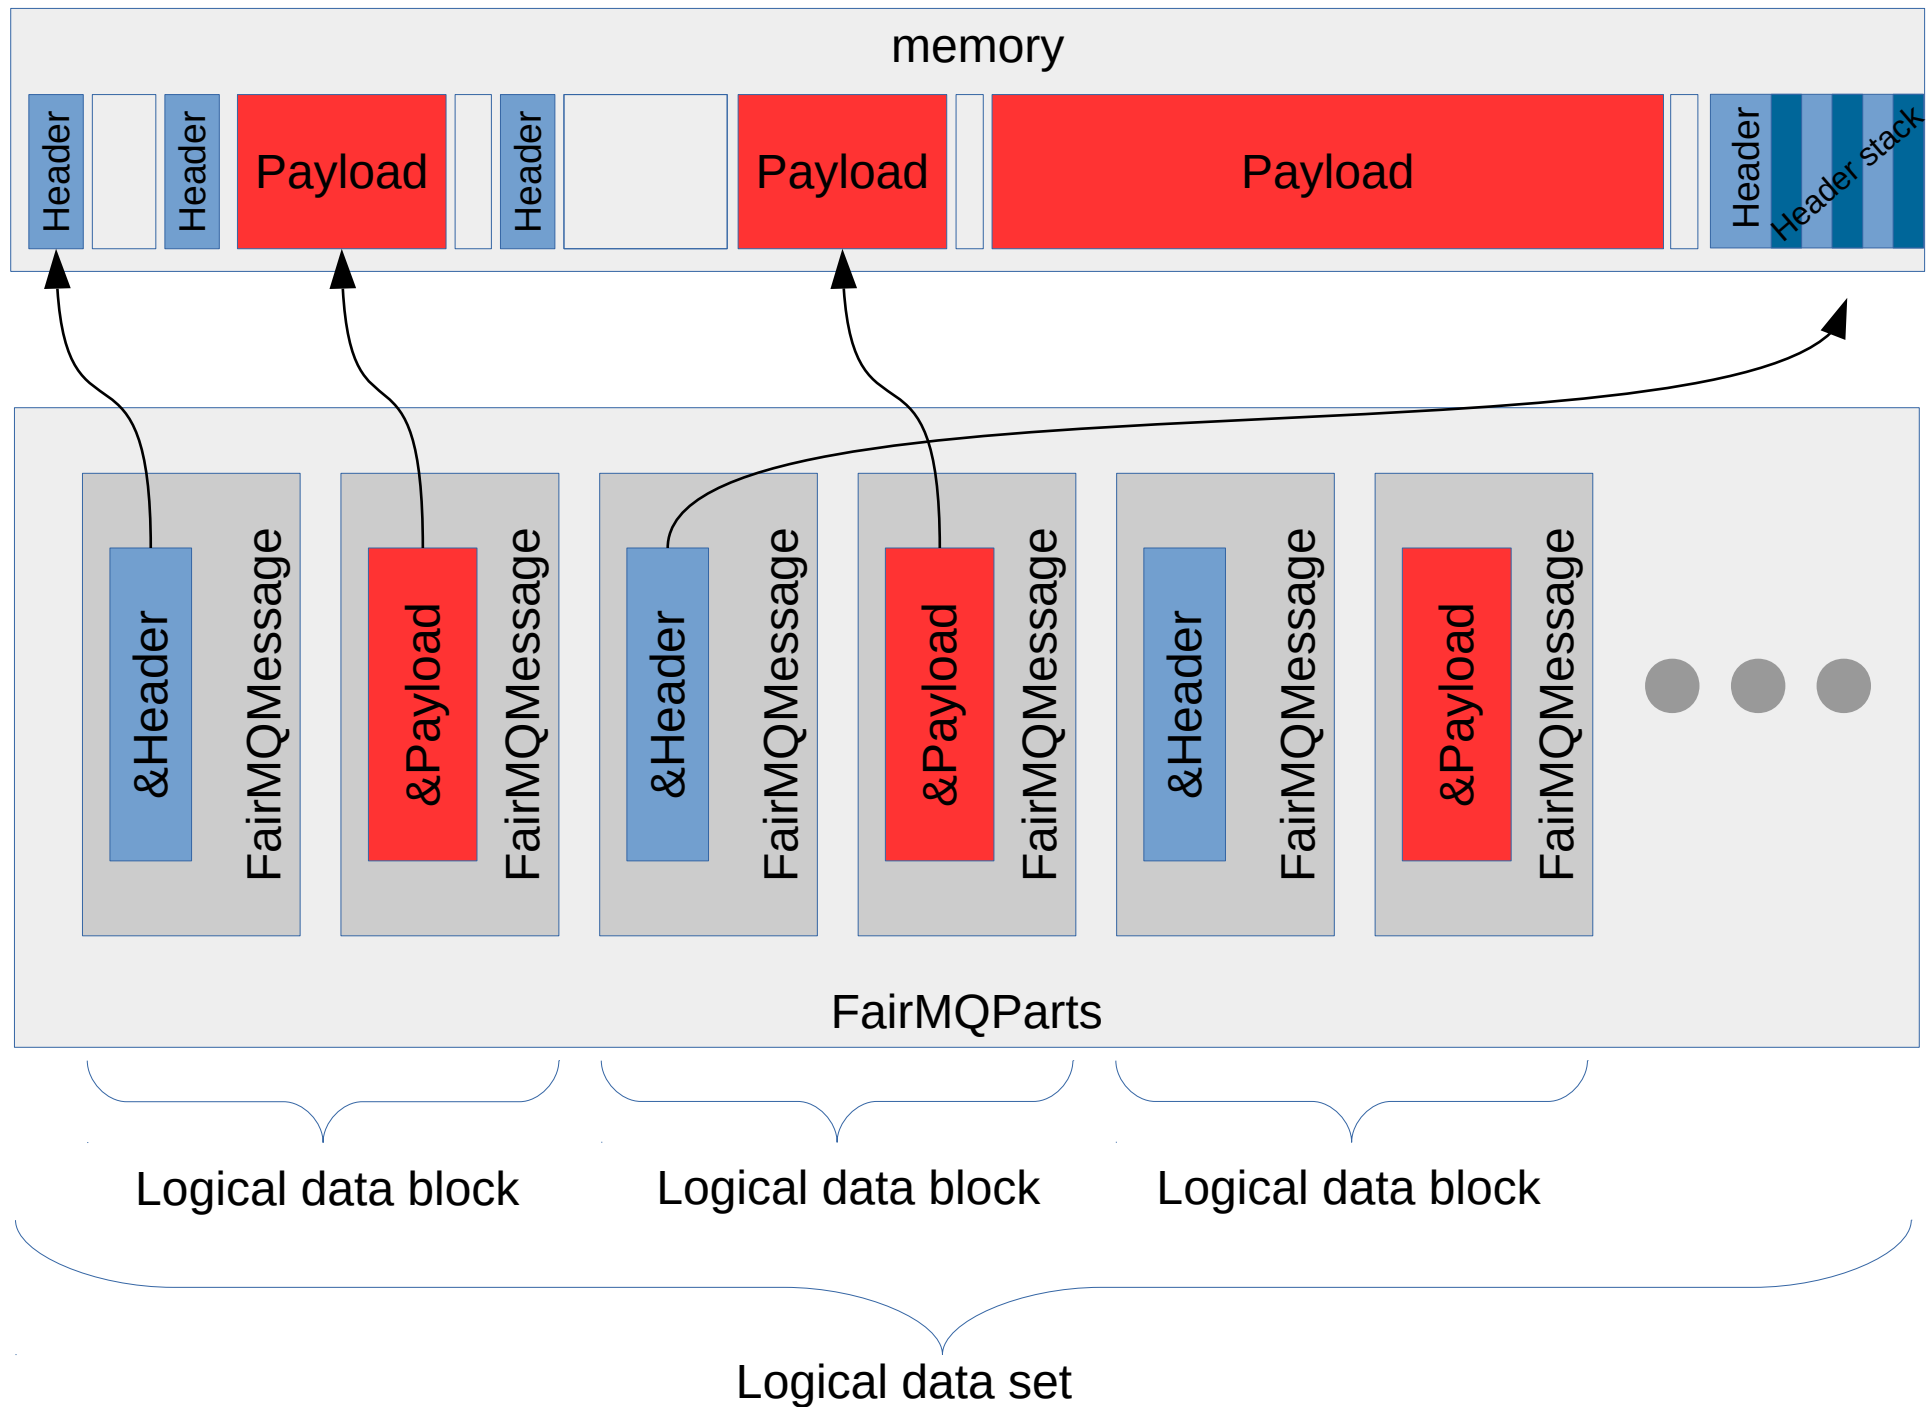 memory
Header
Header
Payload
Header
Payload
Payload
Header
Header stack
&Header
FairMQMessage
&Payload
FairMQMessage
&Header
FairMQMessage
&Payload
FairMQMessage
&Header
FairMQMessage
&Payload
FairMQMessage
FairMQParts
Logical data block
Logical data block
Logical data block
Logical data set